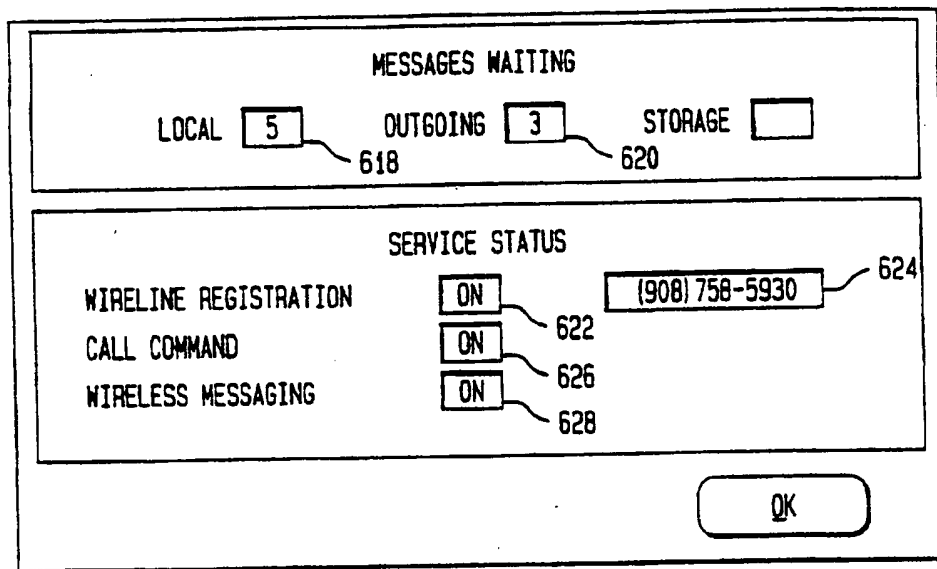 MESSAGES WAITING
LOCAL 5 OUTGOING 3 STORAGE
618 620
SERVICE STATUS
WIRELINE REGISTRATION ON (908) 758-5930 624
622
CALL COMMAND ON
626
WIRELESS MESSAGING ON
628
OK